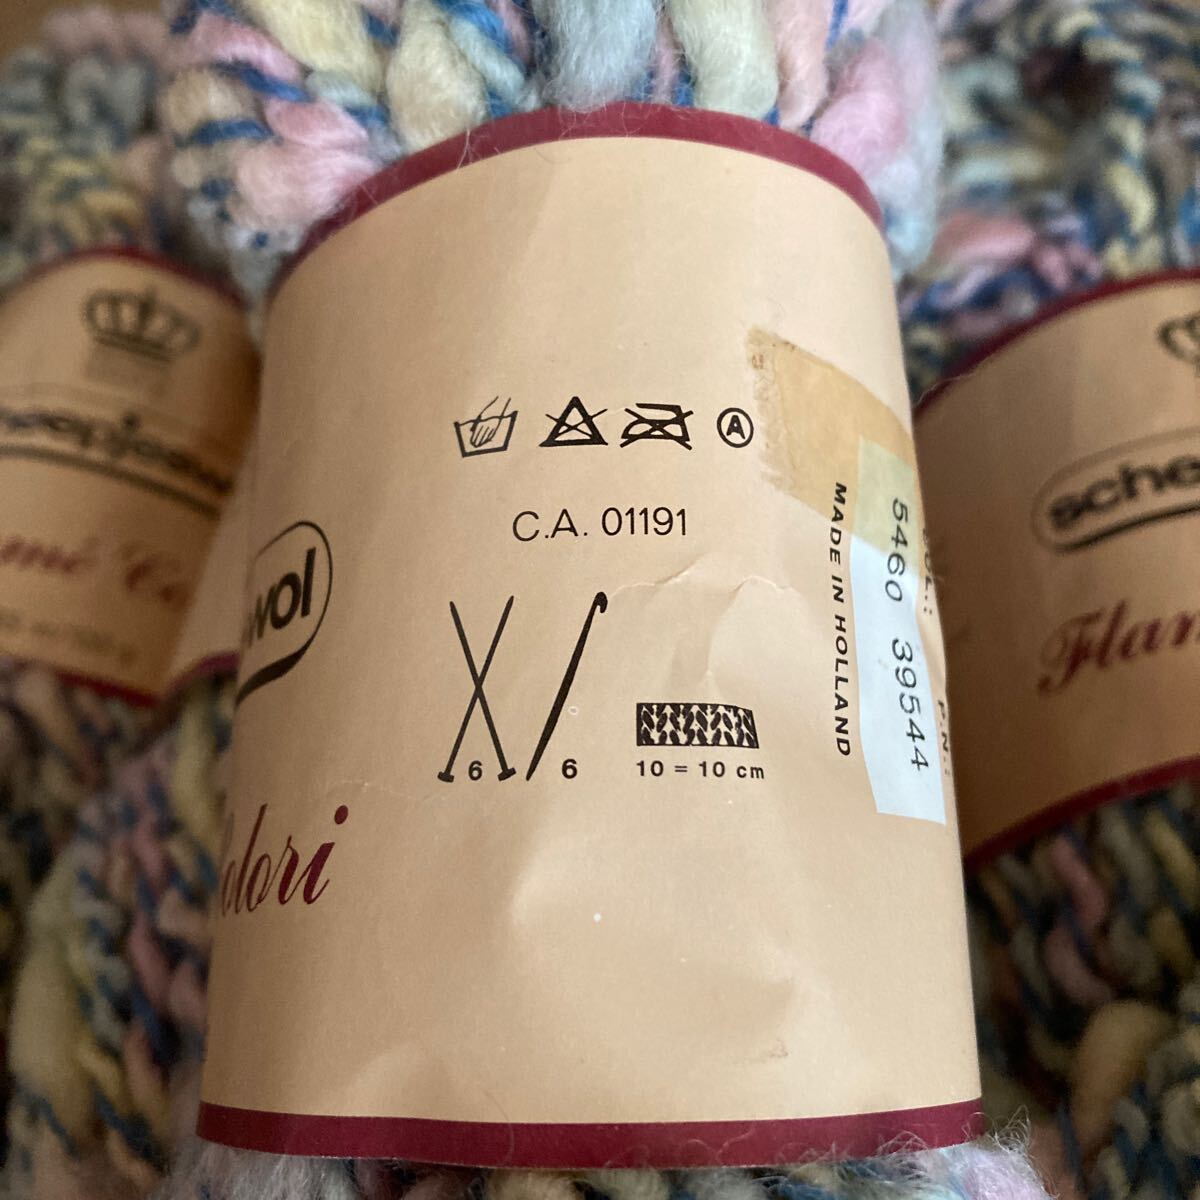 A
C.A. 01191
6
6
10 = 10 cm
MADE IN HOLLAND
5460 39544
P.N.:
wol
olori
sche
Flam